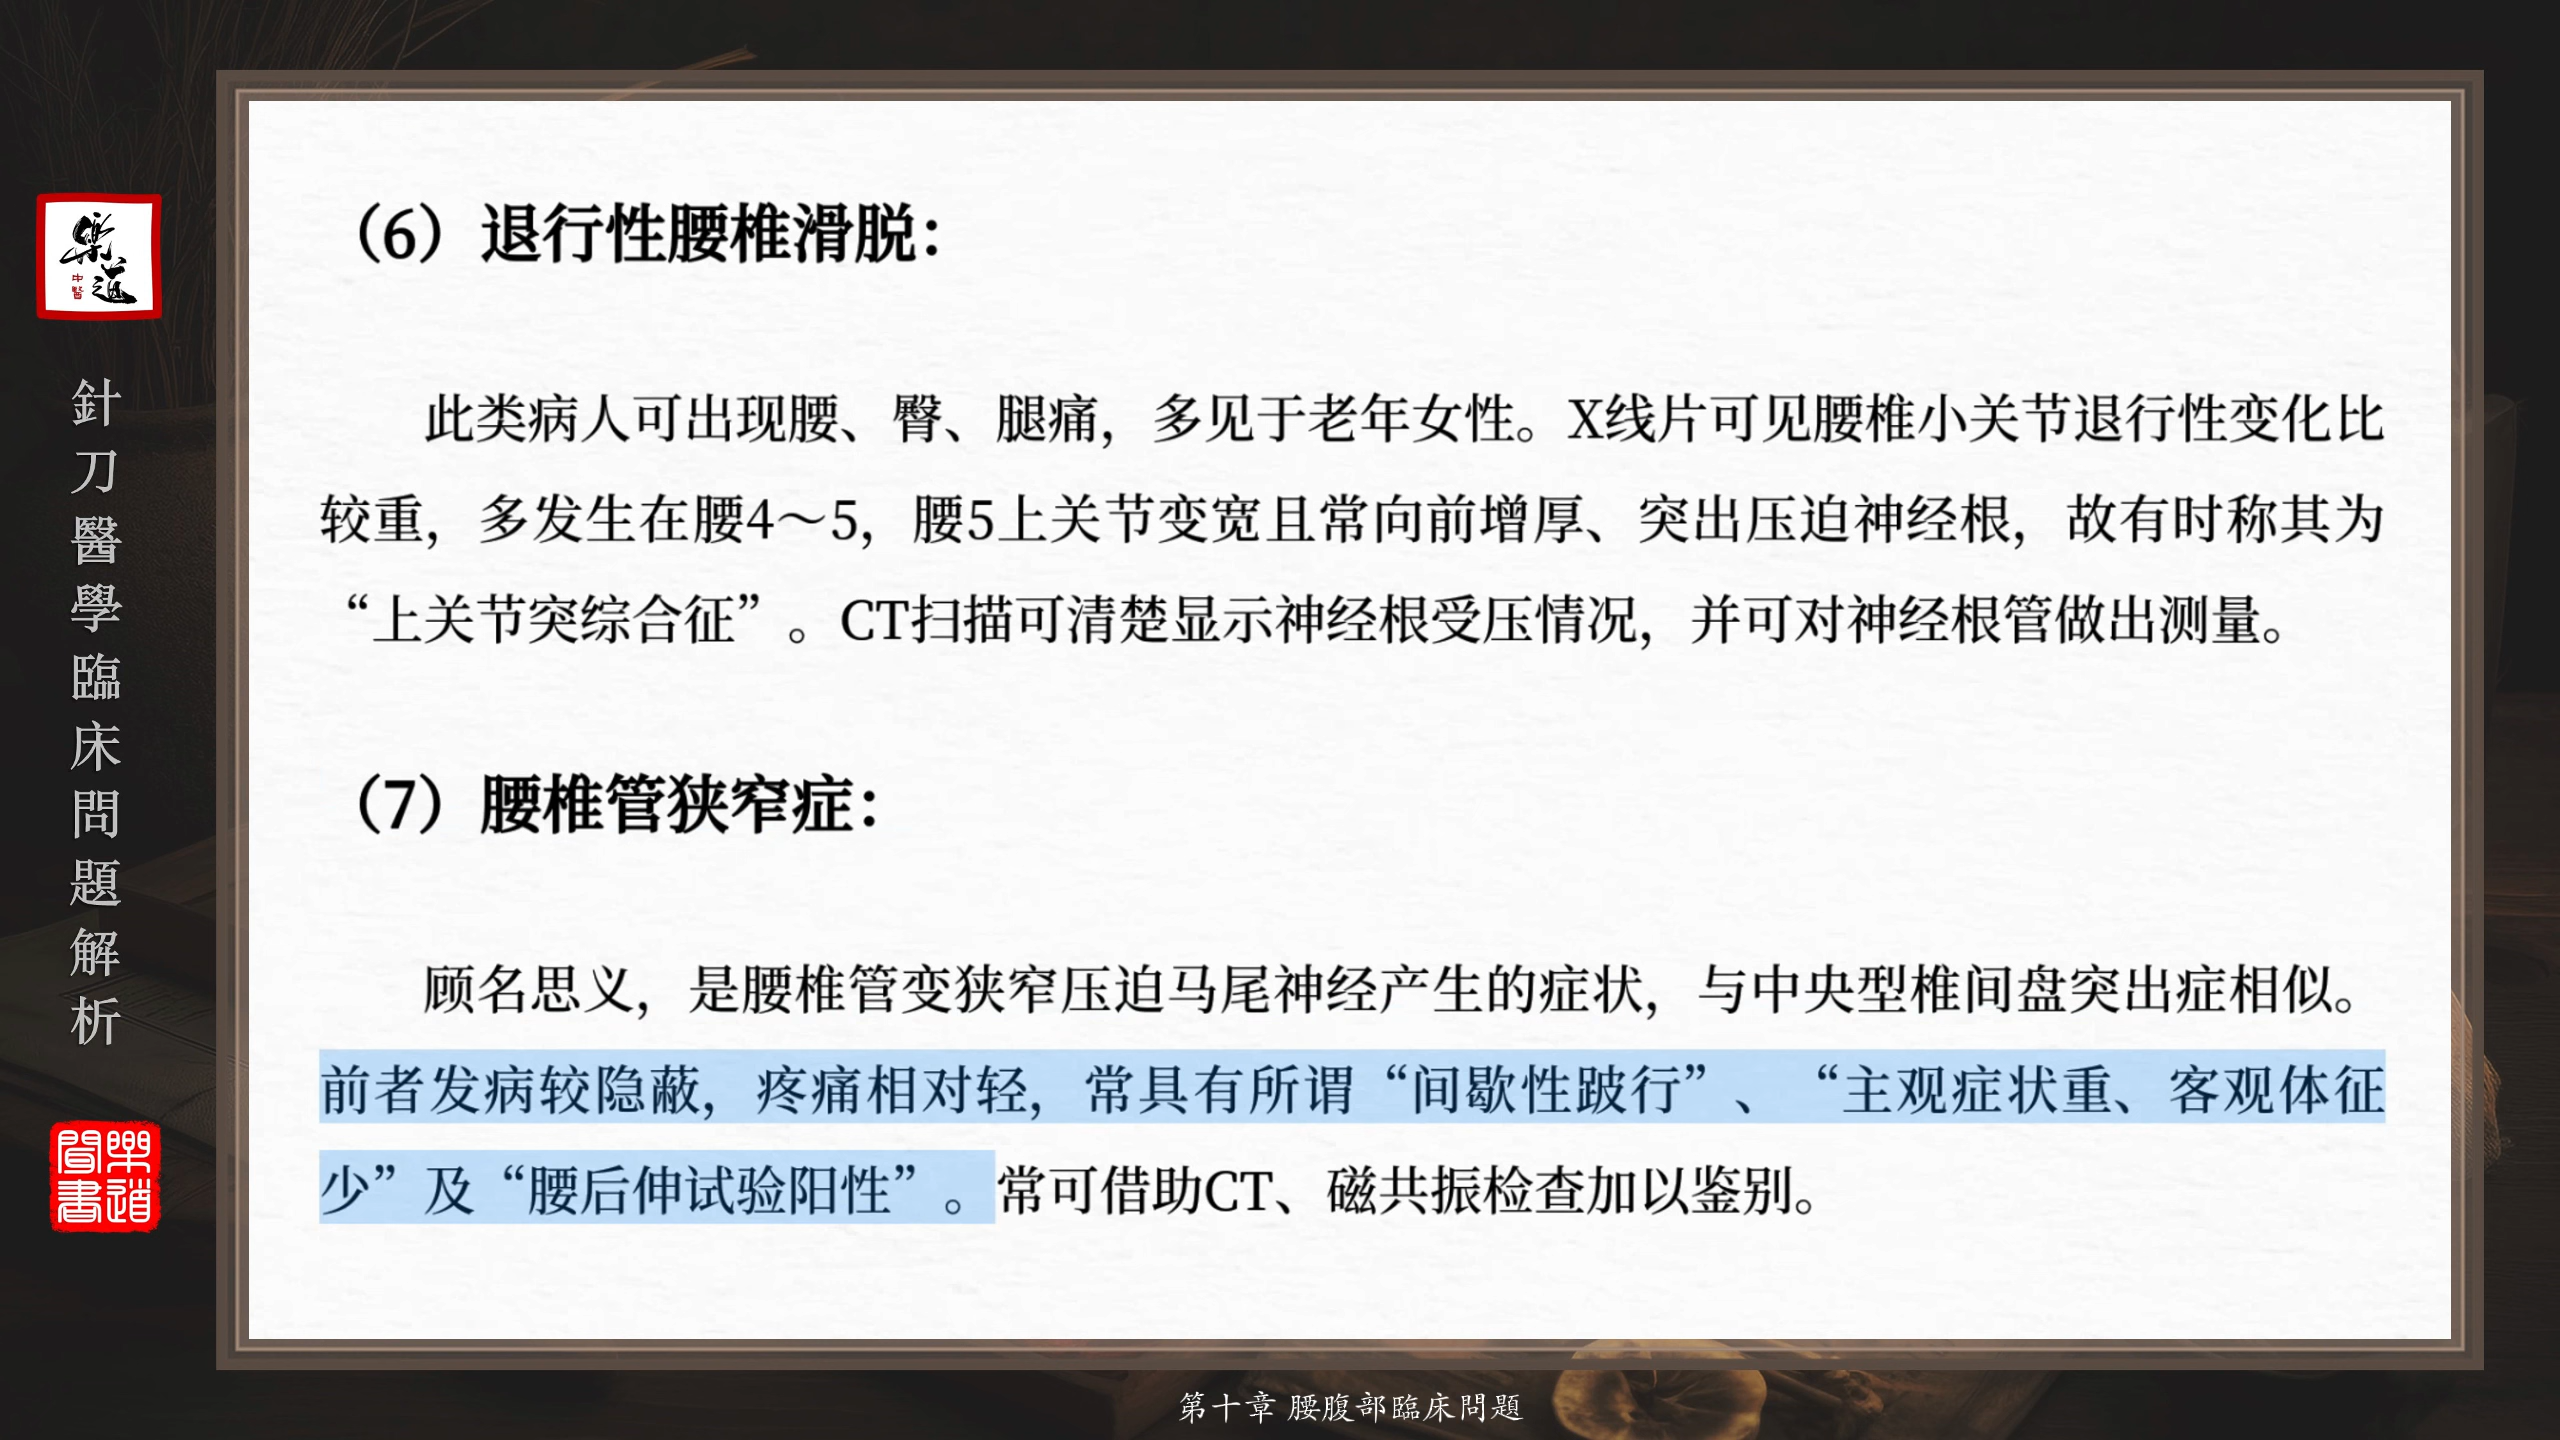 樂道
中醫
針刀醫學臨床問題解析
樂道閣書
（6）退行性腰椎滑脱：
此类病人可出现腰、臀、腿痛，多见于老年女性。X线片可见腰椎小关节退行性变化比
较重，多发生在腰4～5，腰5上关节变宽且常向前增厚、突出压迫神经根，故有时称其为
“上关节突综合征”。CT扫描可清楚显示神经根受压情况，并可对神经根管做出测量。
（7）腰椎管狭窄症：
顾名思义，是腰椎管变狭窄压迫马尾神经产生的症状，与中央型椎间盘突出症相似。
前者发病较隐蔽，疼痛相对轻，常具有所谓“间歇性跛行”、“主观症状重、客观体征
少”及“腰后伸试验阳性”。常可借助CT、磁共振检查加以鉴别。
第十章 腰腹部臨床問題